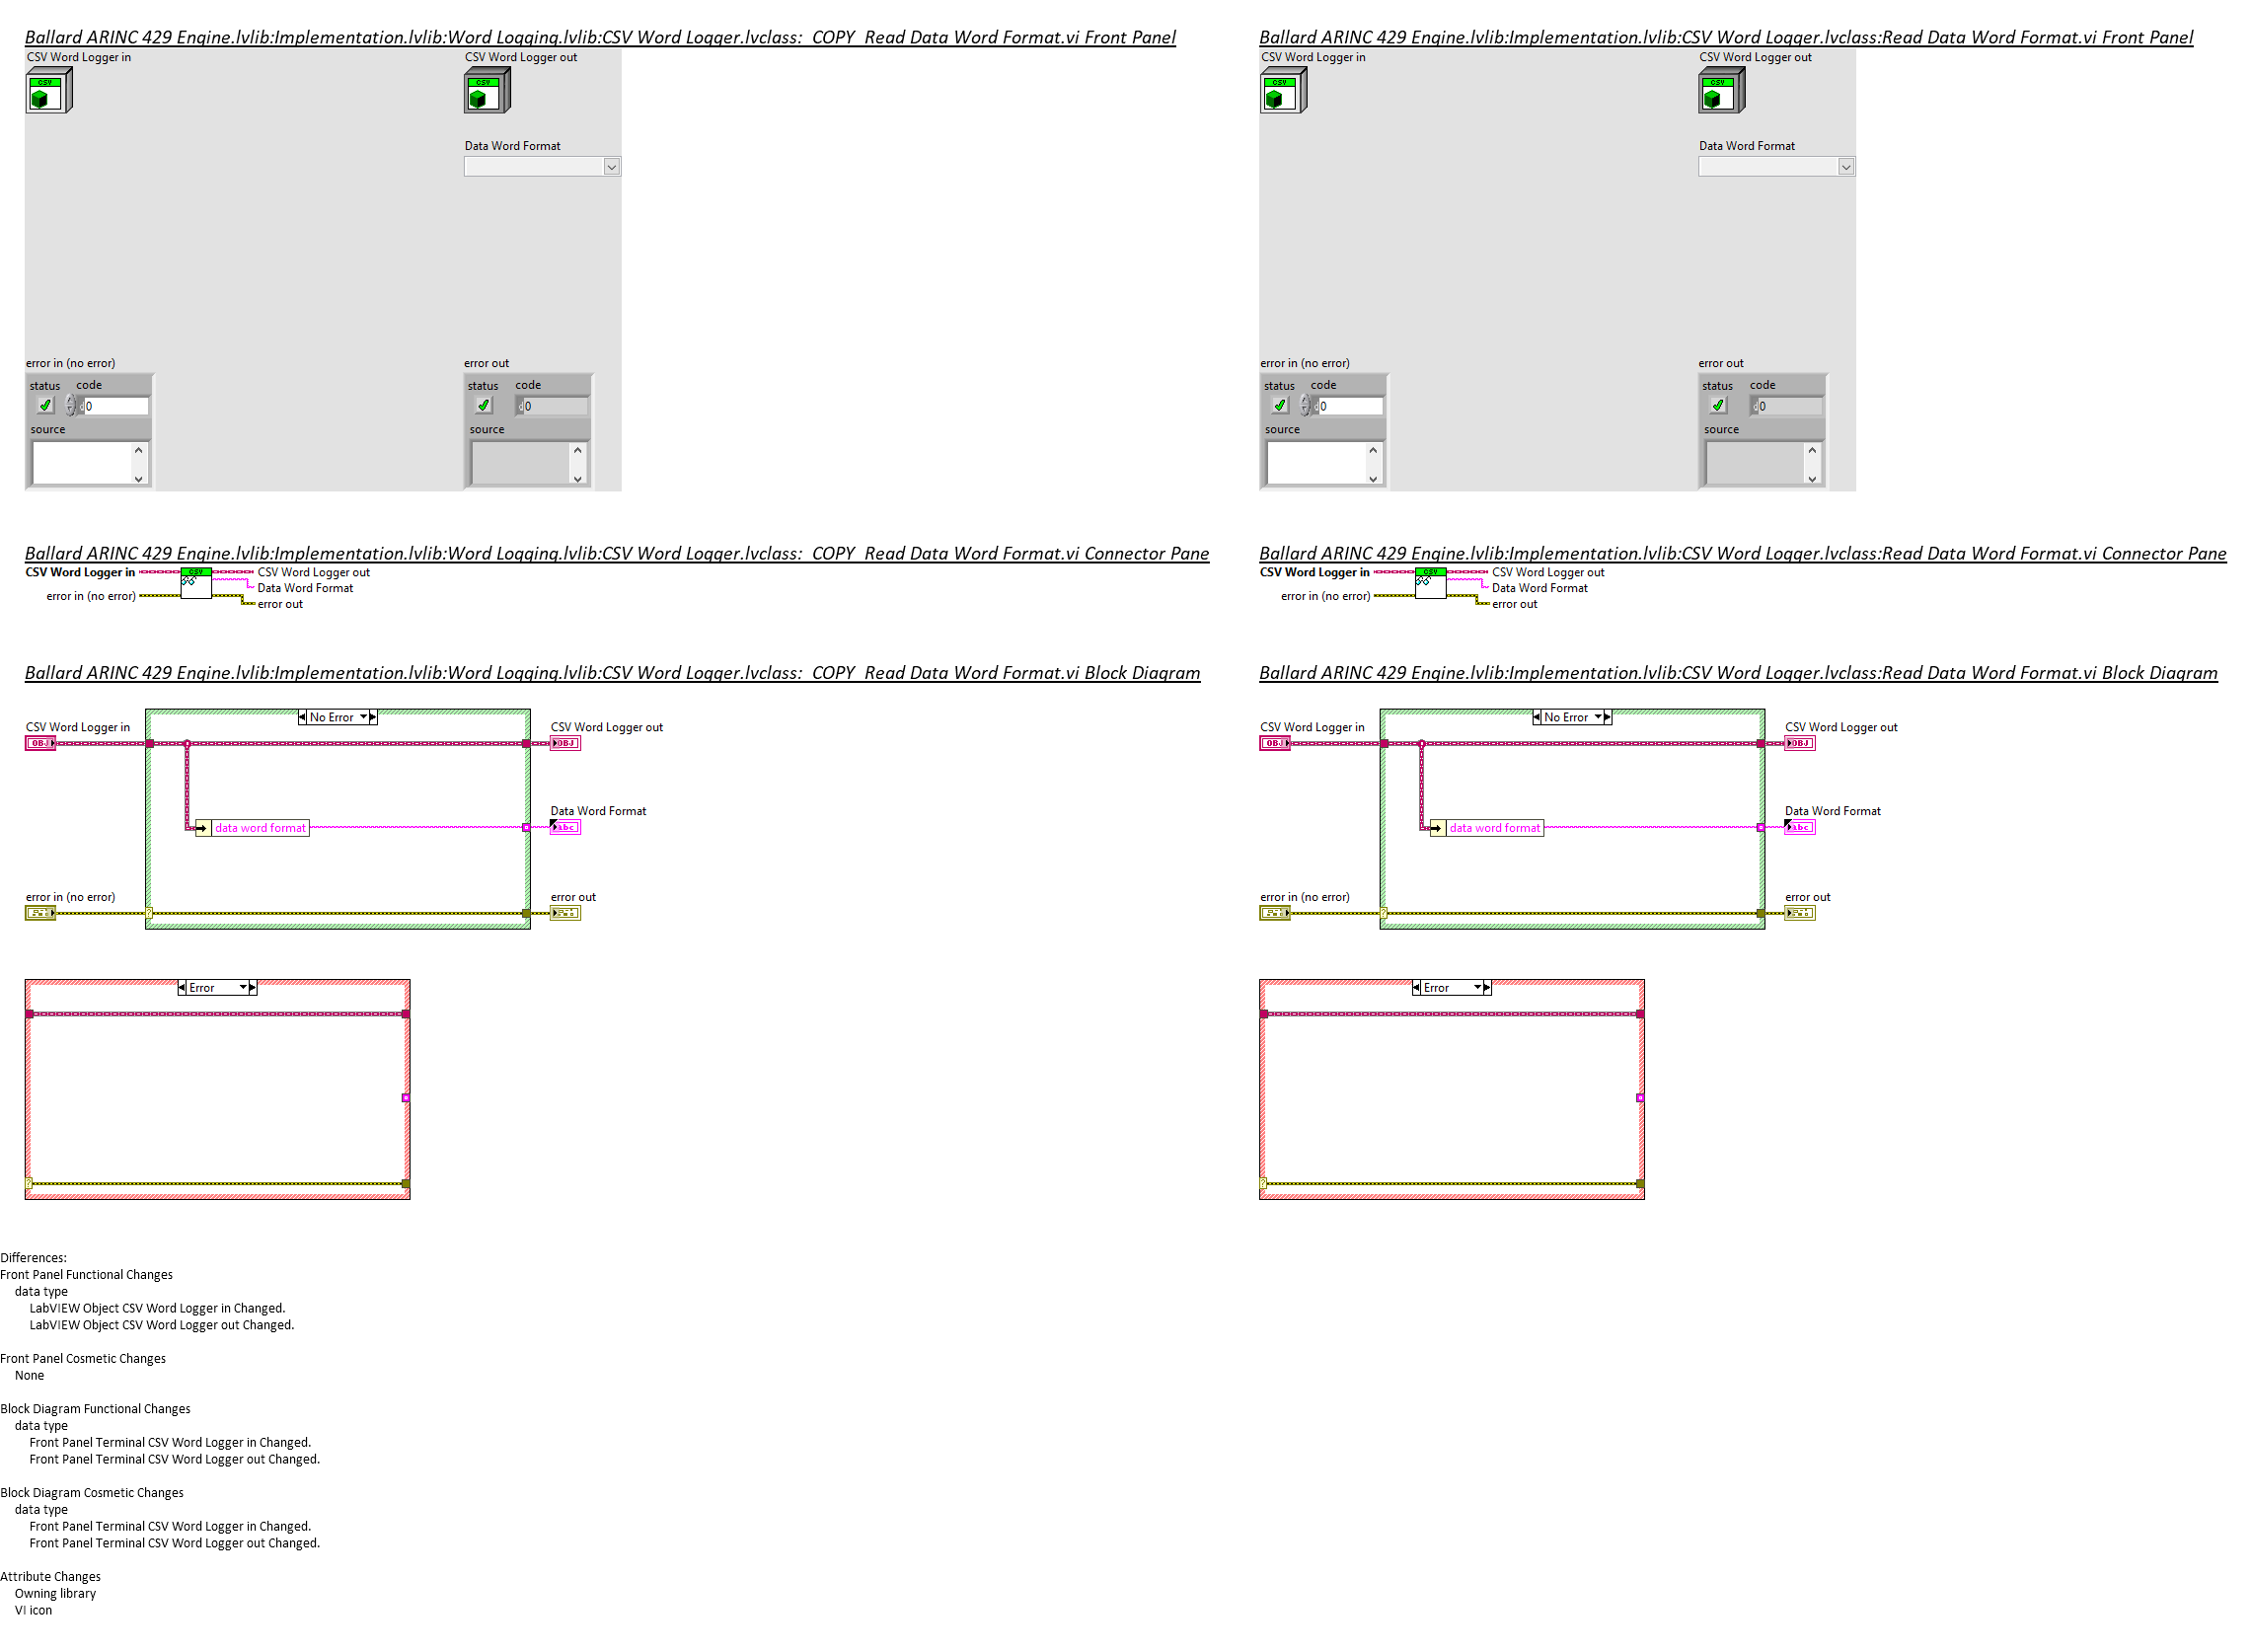 Ballard ARINC 429 Engine.lvlib:Implementation.lvlib:Word Logging.lvlib:CSV Word Logger.lvclass:_COPY_Read Data Word Format.vi Front Panel
CSV Word Logger in
CSV Word Logger out
CSV
CSV
Data Word Format
error in (no error)
error out
status code
status code
0
0
source
source
Ballard ARINC 429 Engine.lvlib:Implementation.lvlib:CSV Word Logger.lvclass:Read Data Word Format.vi Front Panel
CSV Word Logger in
CSV Word Logger out
CSV
CSV
Data Word Format
error in (no error)
error out
status code
status code
0
0
source
source
Ballard ARINC 429 Engine.lvlib:Implementation.lvlib:Word Logging.lvlib:CSV Word Logger.lvclass:_COPY_Read Data Word Format.vi Connector Pane
CSV Word Logger in
CSV
CSV Word Logger out
Data Word Format
error in (no error)
error out
Ballard ARINC 429 Engine.lvlib:Implementation.lvlib:CSV Word Logger.lvclass:Read Data Word Format.vi Connector Pane
CSV Word Logger in
CSV
CSV Word Logger out
Data Word Format
error in (no error)
error out
Ballard ARINC 429 Engine.lvlib:Implementation.lvlib:Word Logging.lvlib:CSV Word Logger.lvclass:_COPY_Read Data Word Format.vi Block Diagram
No Error
CSV Word Logger in
CSV Word Logger out
OBJ
OBJ
Data Word Format
data word format
abc
error in (no error)
error out
Error
Ballard ARINC 429 Engine.lvlib:Implementation.lvlib:CSV Word Logger.lvclass:Read Data Word Format.vi Block Diagram
No Error
CSV Word Logger in
CSV Word Logger out
OBJ
OBJ
Data Word Format
data word format
abc
error in (no error)
error out
Error
Differences:
Front Panel Functional Changes
data type
LabVIEW Object CSV Word Logger in Changed.
LabVIEW Object CSV Word Logger out Changed.
Front Panel Cosmetic Changes
None
Block Diagram Functional Changes
data type
Front Panel Terminal CSV Word Logger in Changed.
Front Panel Terminal CSV Word Logger out Changed.
Block Diagram Cosmetic Changes
data type
Front Panel Terminal CSV Word Logger in Changed.
Front Panel Terminal CSV Word Logger out Changed.
Attribute Changes
Owning library
VI icon